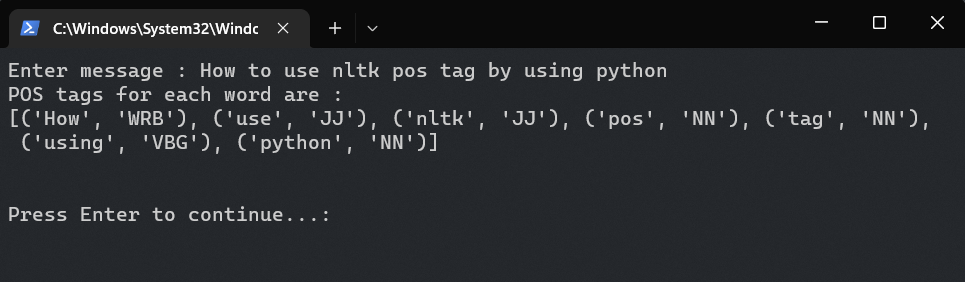 C:\Windows\System32\Windc
Enter message : How to use nltk pos tag by using python
POS tags for each word are :
[('How', 'WRB'), ('use', 'JJ'), ('nltk', 'JJ'), ('pos', 'NN'), ('tag', 'NN'),
('using', 'VBG'), ('python', 'NN')]
Press Enter to continue...: